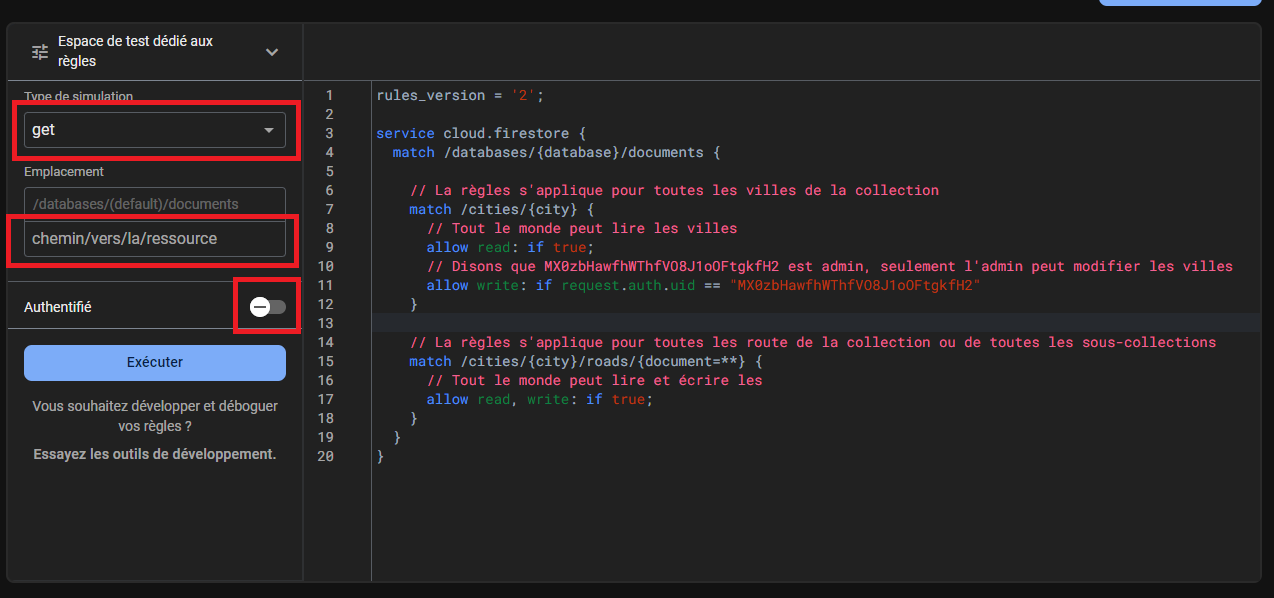 Espace de test dédié aux
règles
Type de simulation
get
Emplacement
/databases/(default)/documents
chemin/vers/la/ressource
Authentifié
Exécuter
Vous souhaitez développer et déboguer
vos règles ?
Essayez les outils de développement.
1 rules_version = '2';
2
3 service cloud.firestore {
4 match /databases/{database}/documents {
5
6 // La règles s'applique pour toutes les villes de la collection
7 match /cities/{city} {
8 // Tout le monde peut lire les villes
9 allow read: if true;
10 // Disons que MX0zbHawfhWThfVO8J1oOFtgkfH2 est admin, seulement l'admin peut modifier les villes
11 allow write: if request.auth.uid == "MX0zbHawfhWThfVO8J1oOFtgkfH2"
12 }
13
14 // La règles s'applique pour toutes les route de la collection ou de toutes les sous-collections
15 match /cities/{city}/roads/{document=**} {
16 // Tout le monde peut lire et écrire les
17 allow read, write: if true;
18 }
19 }
20 }